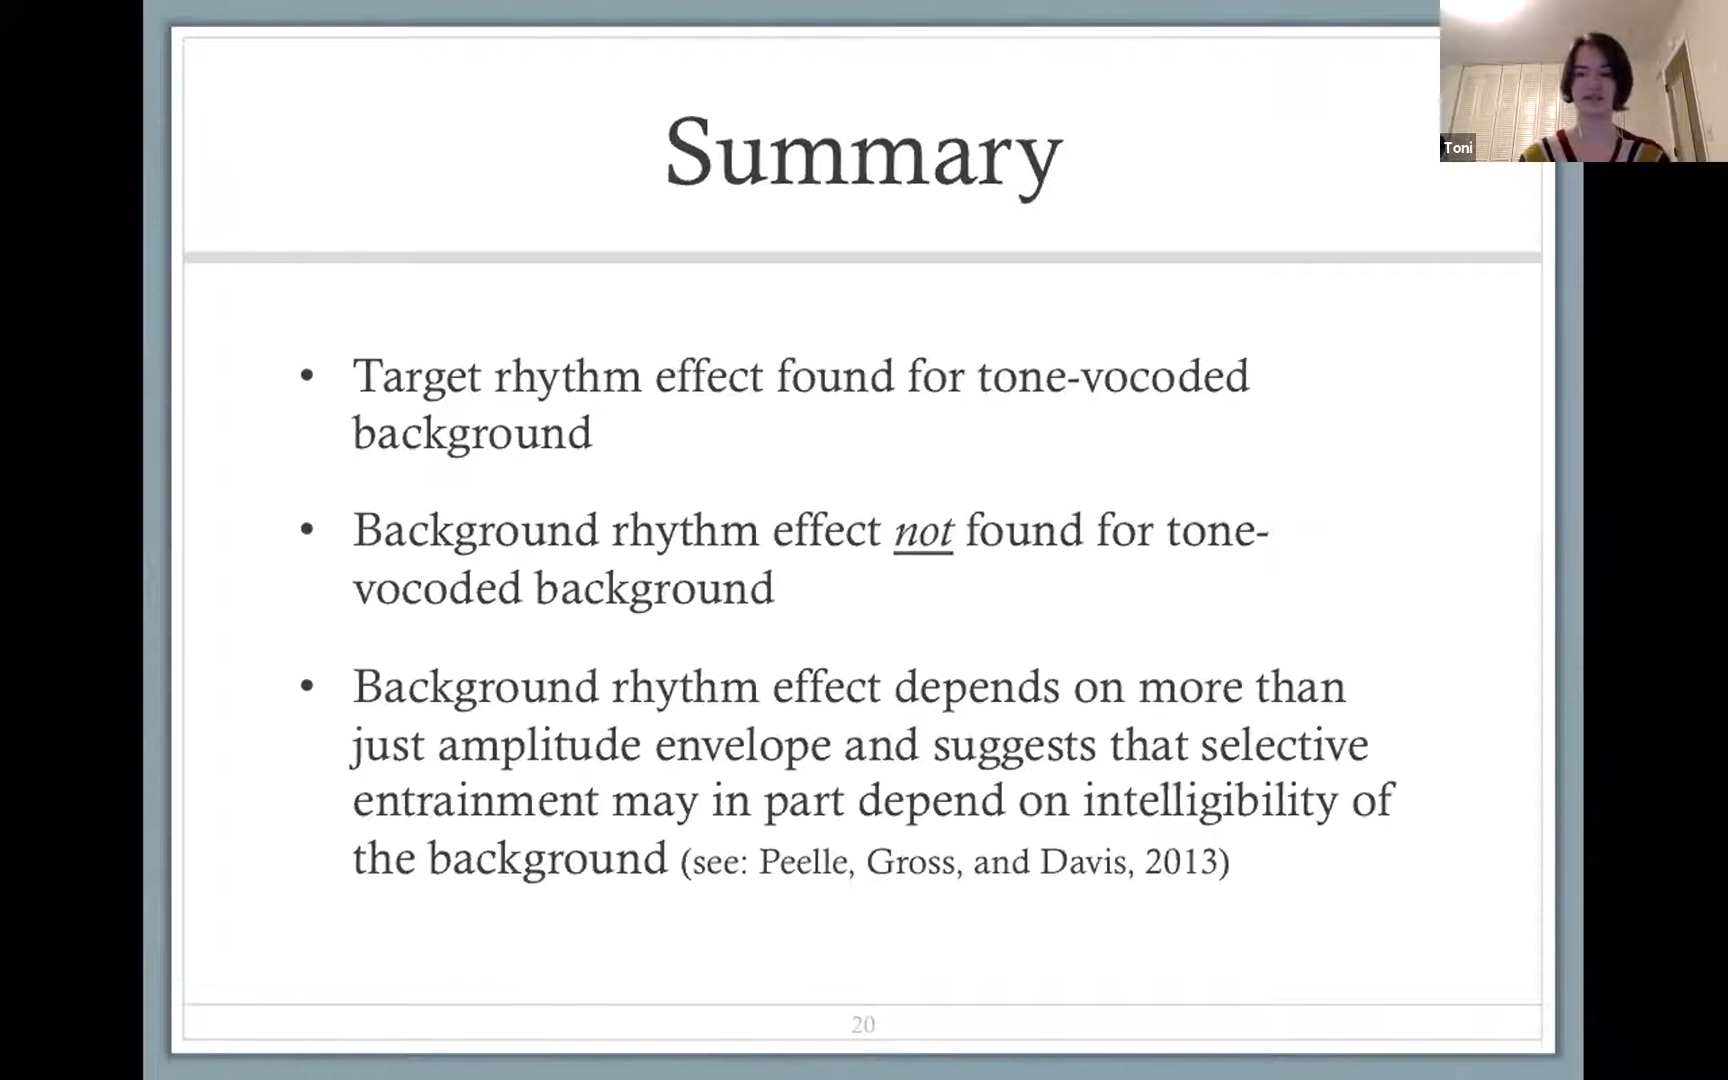 Summary
Toni
• Target rhythm effect found for tone-vocoded
background
• Background rhythm effect not found for tone-
vocoded background
• Background rhythm effect depends on more than
just amplitude envelope and suggests that selective
entrainment may in part depend on intelligibility of
the background (see: Peelle, Gross, and Davis, 2013)
20